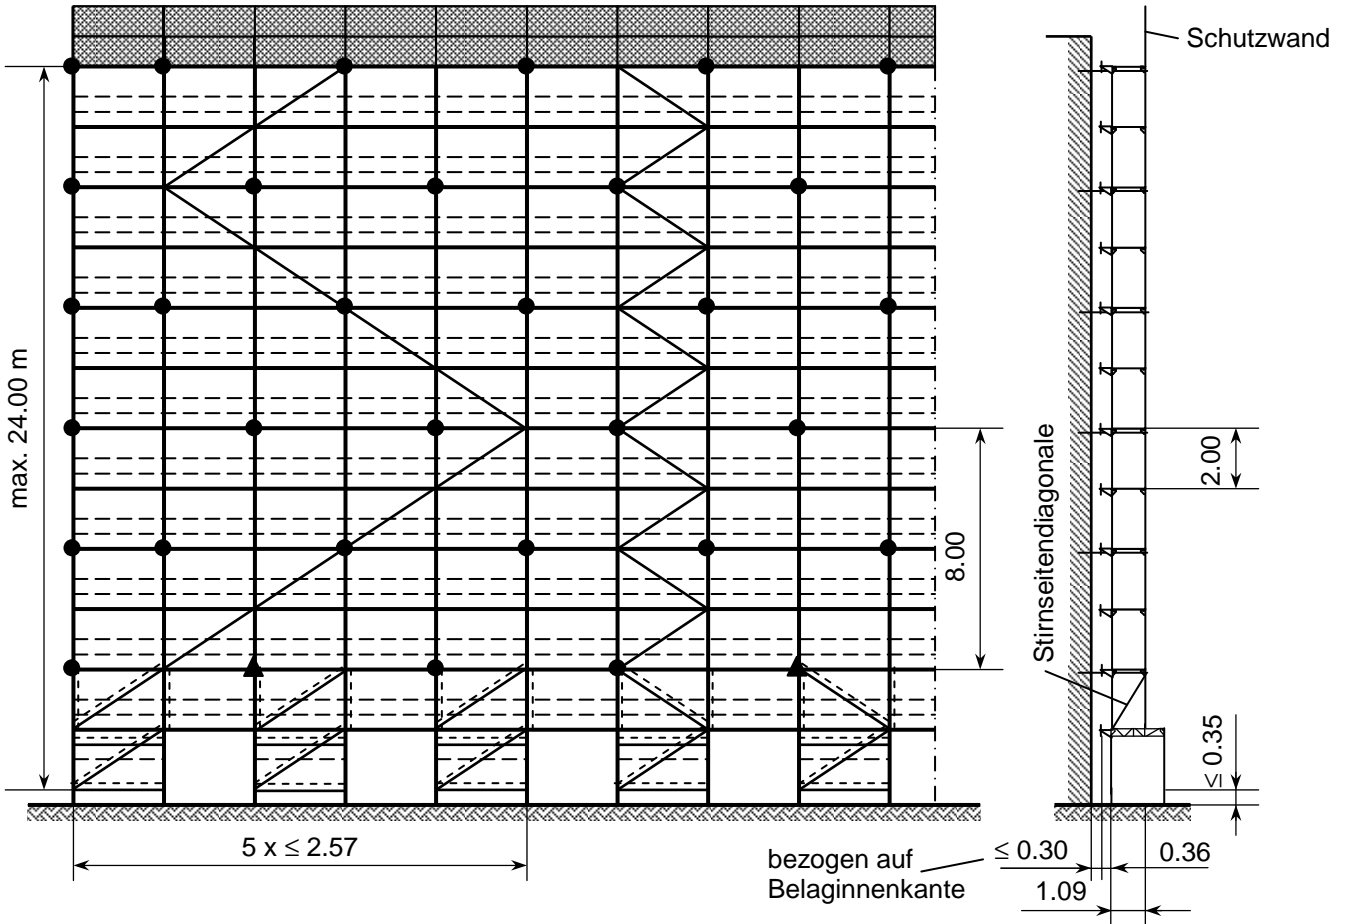 Schutzwand
max. 24.00 m
Stirnseitendiagonale
2.00
8.00
≤ 0.35
5 x ≤ 2.57
bezogen auf
Belaginnenkante
≤ 0.30
0.36
1.09